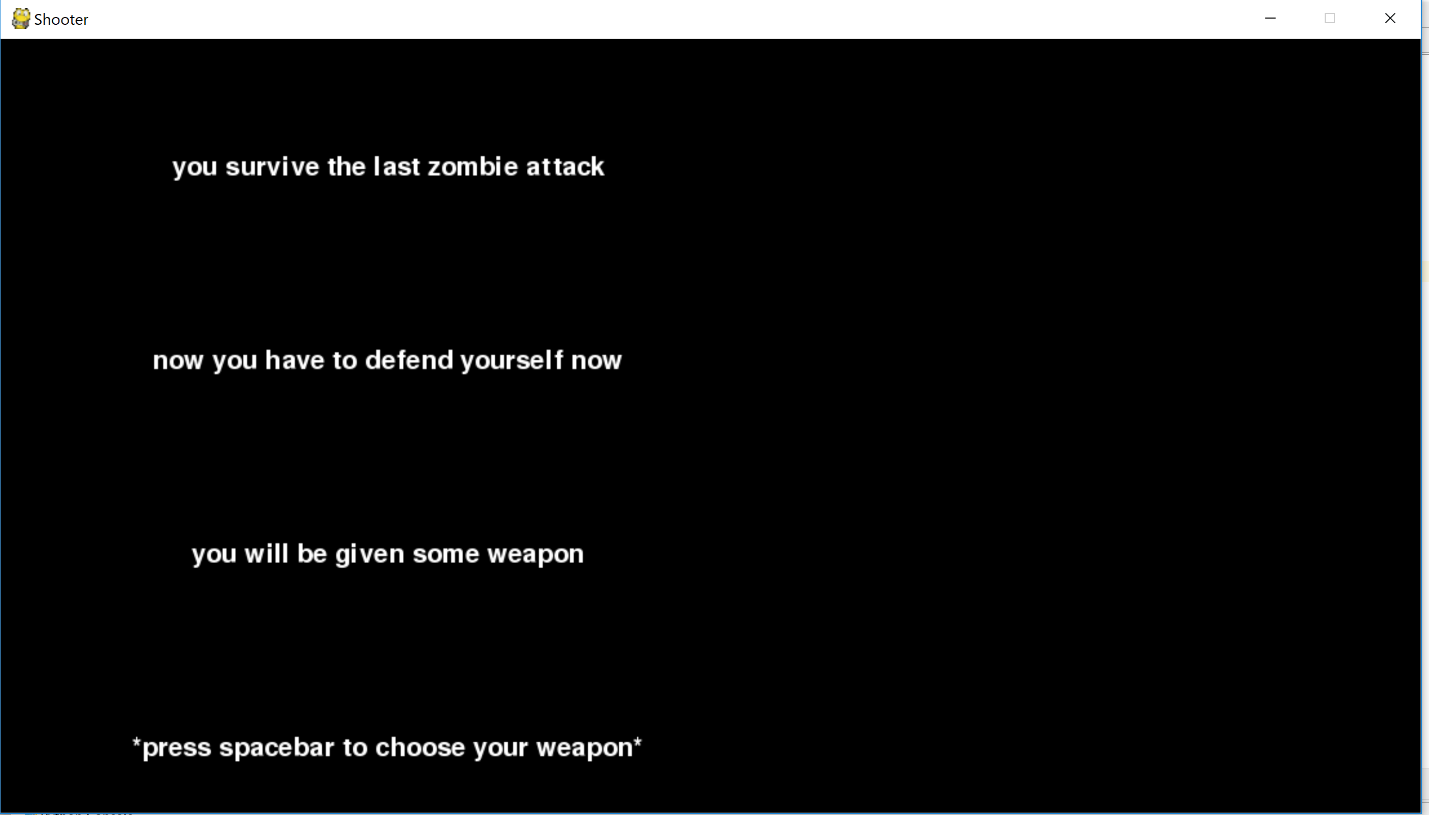 Shooter
you survive the last zombie attack
now you have to defend yourself now
you will be given some weapon
*press spacebar to choose your weapon*